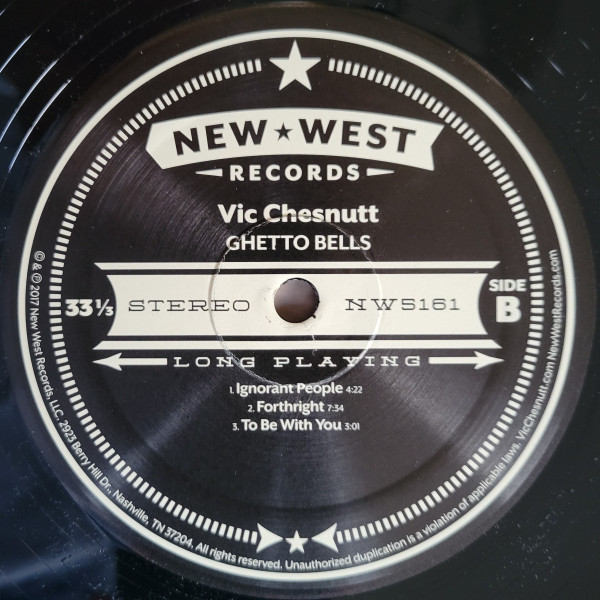 NEW★WEST
RECORDS
Vic Chesnutt
GHETTO BELLS
33⅓ STEREO NW5161 SIDE B
LONG PLAYING
1. Ignorant People 4:22
2. Forthright 7:34
3. To Be With You 3:01
© & ℗ 2017 New West Records, LLC. 2923 Berry Hill Dr., Nashville, TN 37204. All rights reserved. Unauthorized duplication is a violation of applicable laws. VicChesnutt.com NewWestRecords.com